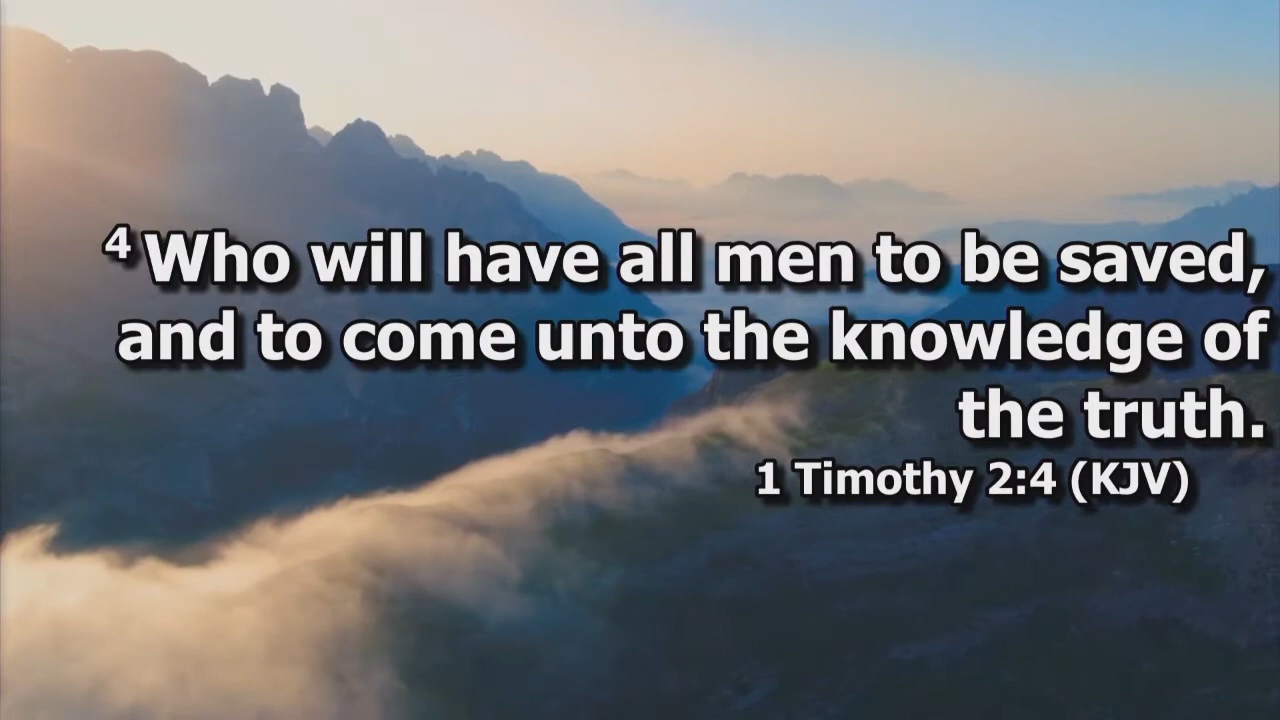 4 Who will have all men to be saved,
and to come unto the knowledge of
the truth.
1 Timothy 2:4 (KJV)